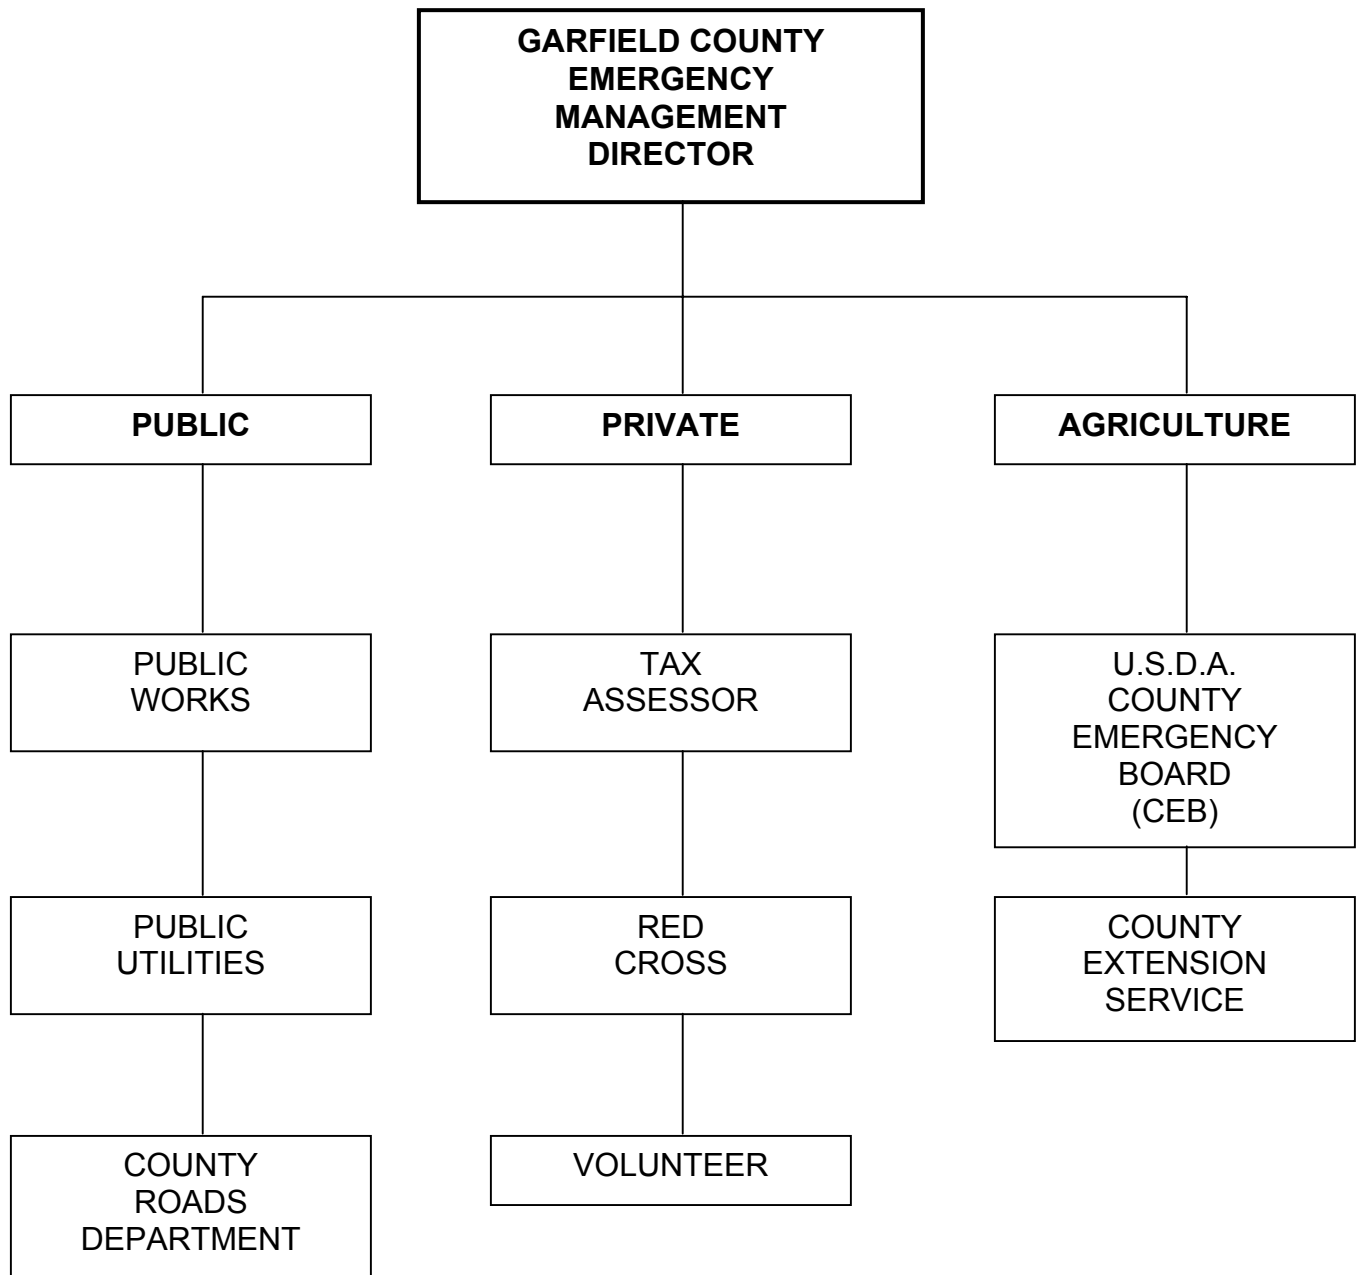 GARFIELD COUNTY
EMERGENCY
MANAGEMENT
DIRECTOR
PUBLIC
PRIVATE
AGRICULTURE
PUBLIC
WORKS
TAX
ASSESSOR
U.S.D.A.
COUNTY
EMERGENCY
BOARD
(CEB)
PUBLIC
UTILITIES
RED
CROSS
COUNTY
EXTENSION
SERVICE
COUNTY
ROADS
DEPARTMENT
VOLUNTEER